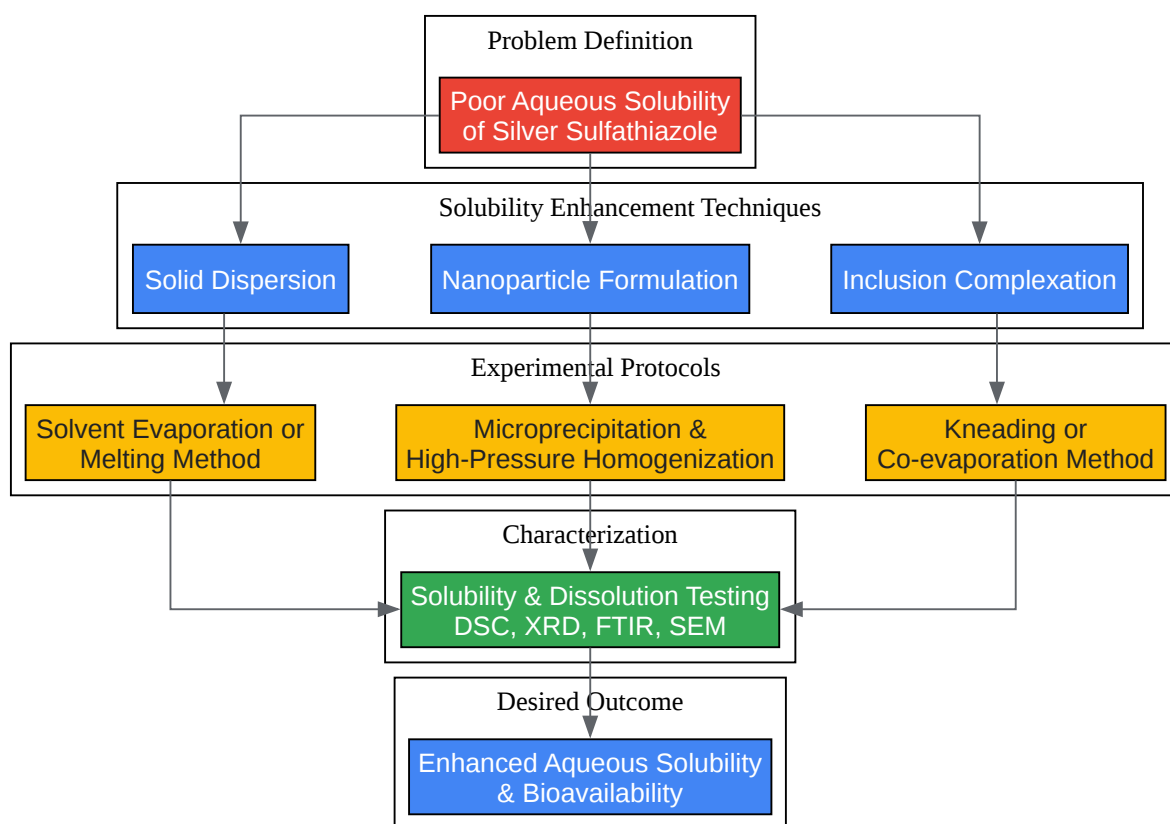 Problem Definition
Poor Aqueous Solubility
of Silver Sulfathiazole
Solubility Enhancement Techniques
Solid Dispersion
Nanoparticle Formulation
Inclusion Complexation
Experimental Protocols
Solvent Evaporation or
Melting Method
Microprecipitation &
High-Pressure Homogenization
Kneading or
Co-evaporation Method
Characterization
Solubility & Dissolution Testing
DSC, XRD, FTIR, SEM
Desired Outcome
Enhanced Aqueous Solubility
& Bioavailability